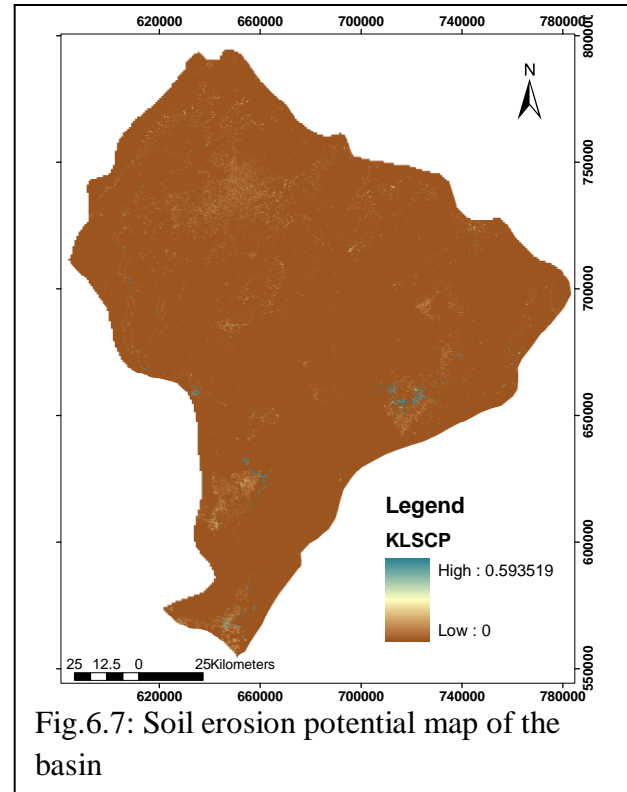 620000 660000 700000 740000 780000
800000
N
750000
700000
650000
Legend
KLSCP
High : 0.593519
Low : 0
600000
25 12.5 0 25Kilometers
550000
620000 660000 700000 740000 780000
Fig.6.7: Soil erosion potential map of the
basin